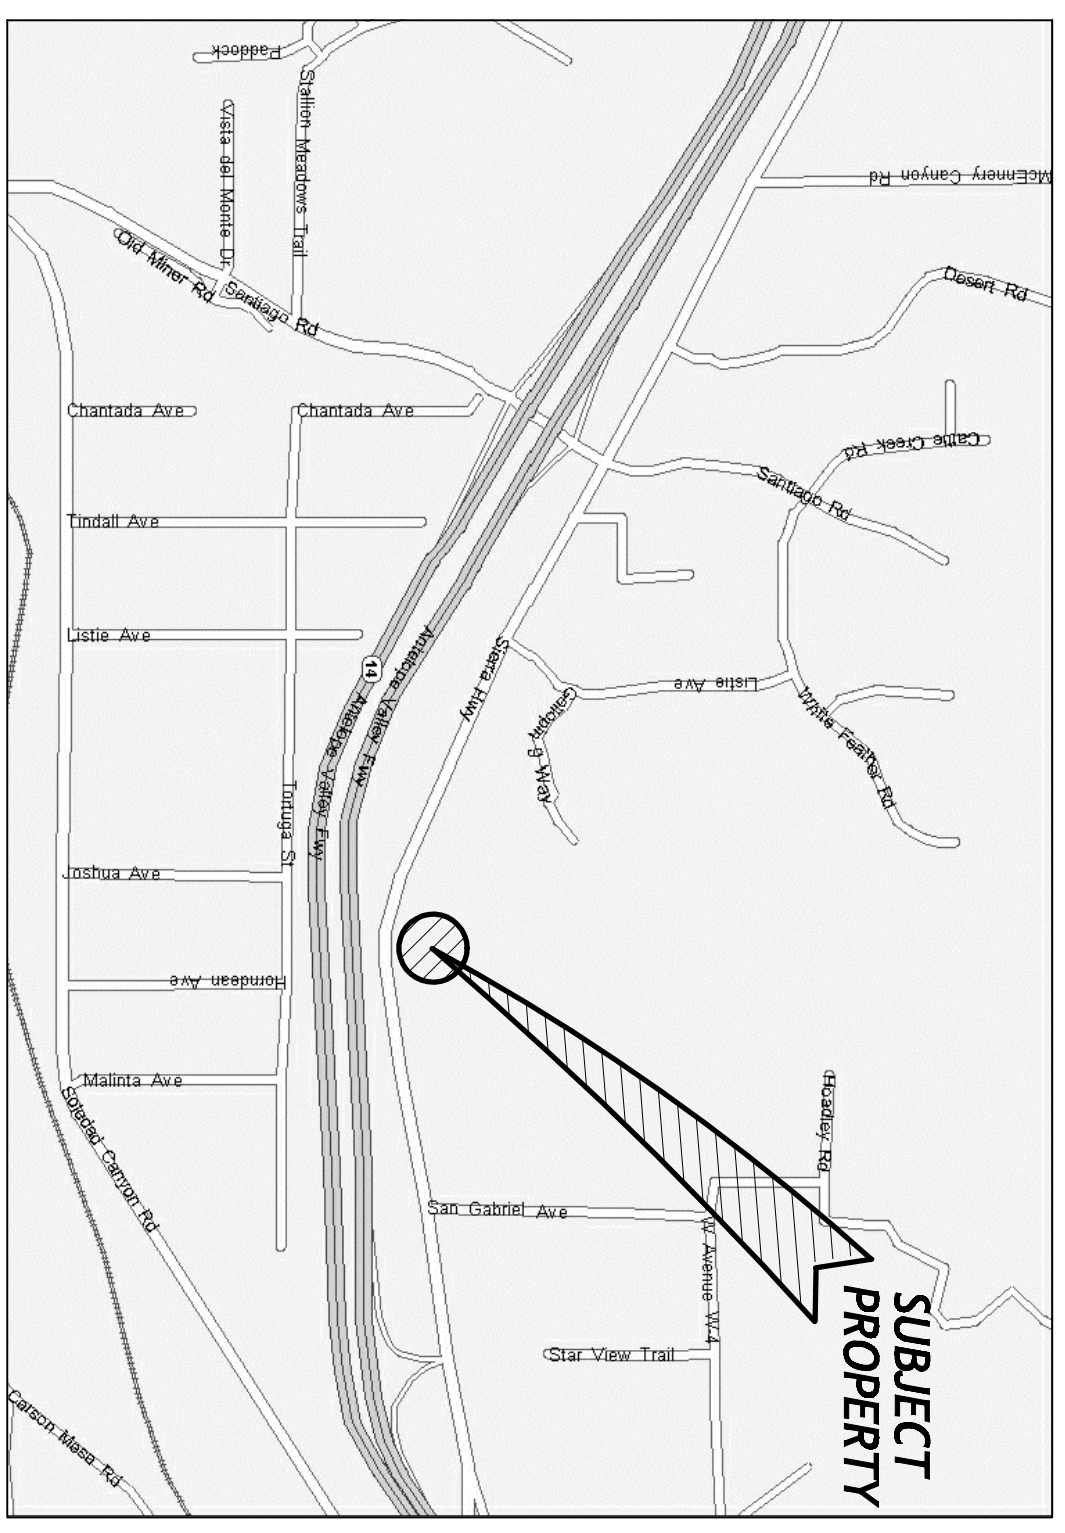 Paddock
Stallion Meadows Trail
Vista del Monte Dr
McEnnery Canyon Rd
Old Miner Rd
Santiago Rd
Desert Rd
Chantada Ave
Chantada Ave
Cattle Creek Rd
Santiago Rd
Tindall Ave
Listie Ave
14
Antelope Valley Fwy
Antelope Valley Fwy
Sierra Hwy
Listie Ave
Galloping Way
White Feather Rd
Tortuga St
Joshua Ave
Horndean Ave
Malinta Ave
Soledad Canyon Rd
Hoadley Rd
San Gabriel Ave
W Avenue W-4
Star View Trail
Carson Mesa Rd
SUBJECT
PROPERTY